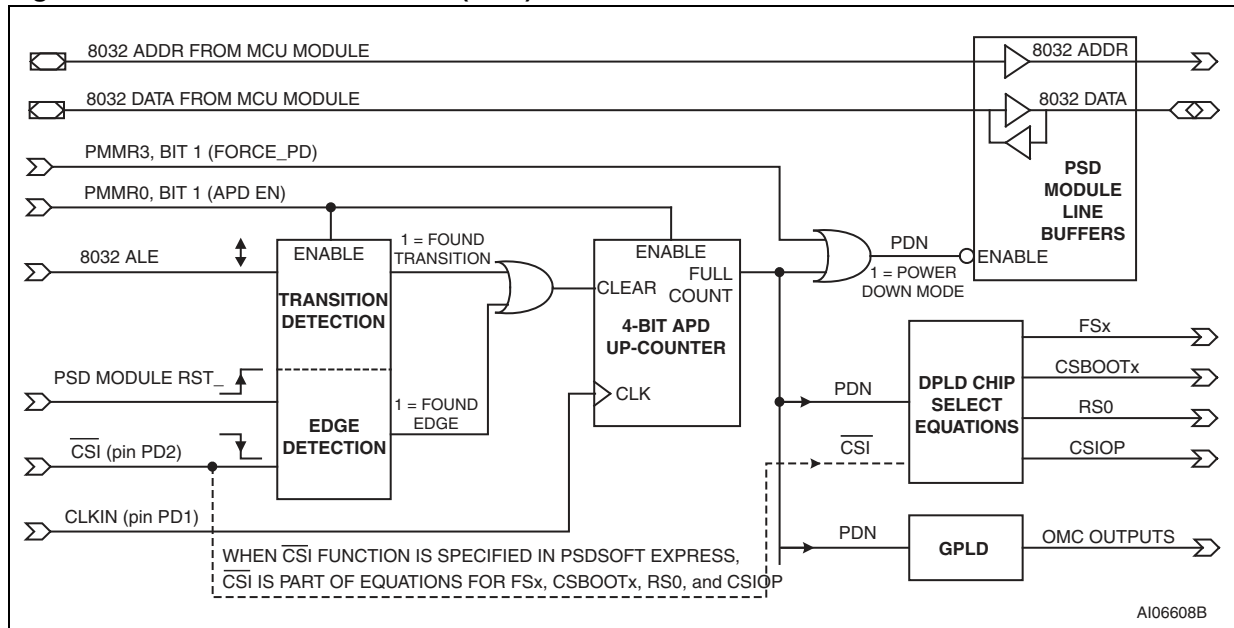 8032 ADDR FROM MCU MODULE
8032 ADDR
8032 DATA FROM MCU MODULE
8032 DATA
PMMR3, BIT 1 (FORCE_PD)
PSD
MODULE
LINE
BUFFERS
PMMR0, BIT 1 (APD EN)
8032 ALE
ENABLE
1 = FOUND
TRANSITION
TRANSITION
DETECTION
ENABLE
FULL
COUNT
CLEAR
4-BIT APD
UP-COUNTER
CLK
PDN
1 = POWER
DOWN MODE
ENABLE
PSD MODULE RST_
EDGE
DETECTION
1 = FOUND
EDGE
CSI (pin PD2)
PDN
CSI
DPLD CHIP
SELECT
EQUATIONS
FSx
CSBOOTx
RS0
CSIOP
CLKIN (pin PD1)
WHEN CSI FUNCTION IS SPECIFIED IN PSDSOFT EXPRESS,
CSI IS PART OF EQUATIONS FOR FSx, CSBOOTx, RS0, and CSIOP
PDN
GPLD
OMC OUTPUTS
AI06608B